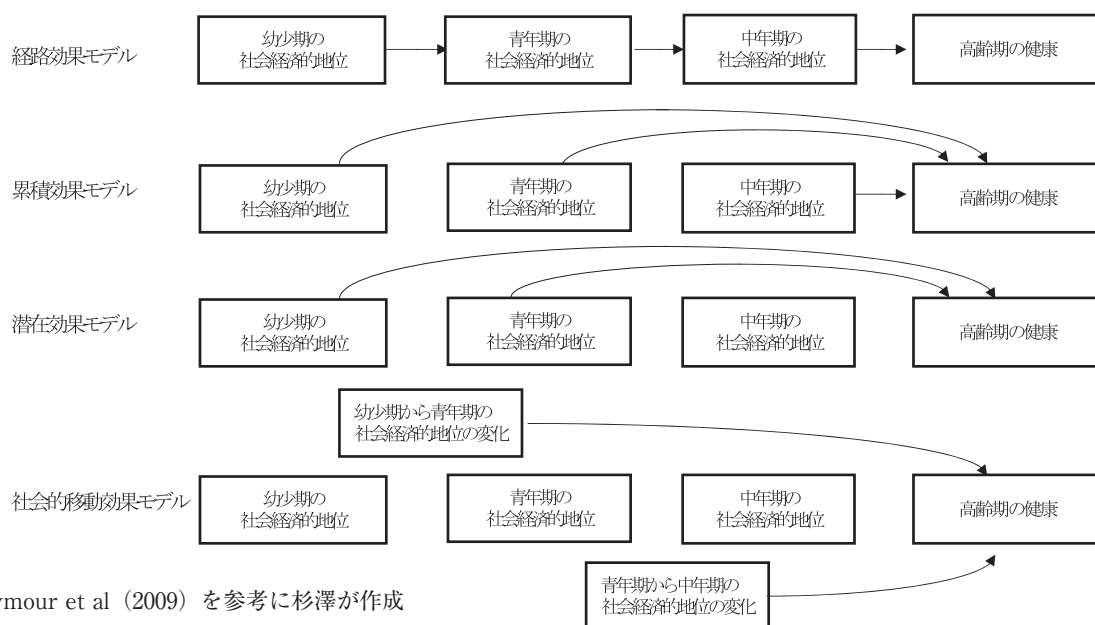 経路効果モデル
幼少期の
社会経済的地位
青年期の
社会経済的地位
中年期の
社会経済的地位
高齢期の健康
累積効果モデル
幼少期の
社会経済的地位
青年期の
社会経済的地位
中年期の
社会経済的地位
高齢期の健康
潜在効果モデル
幼少期の
社会経済的地位
青年期の
社会経済的地位
中年期の
社会経済的地位
高齢期の健康
幼少期から青年期の
社会経済的地位の変化
社会的移動効果モデル
幼少期の
社会経済的地位
青年期の
社会経済的地位
中年期の
社会経済的地位
高齢期の健康
青年期から中年期の
社会経済的地位の変化
ymour et al（2009）を参考に杉澤が作成